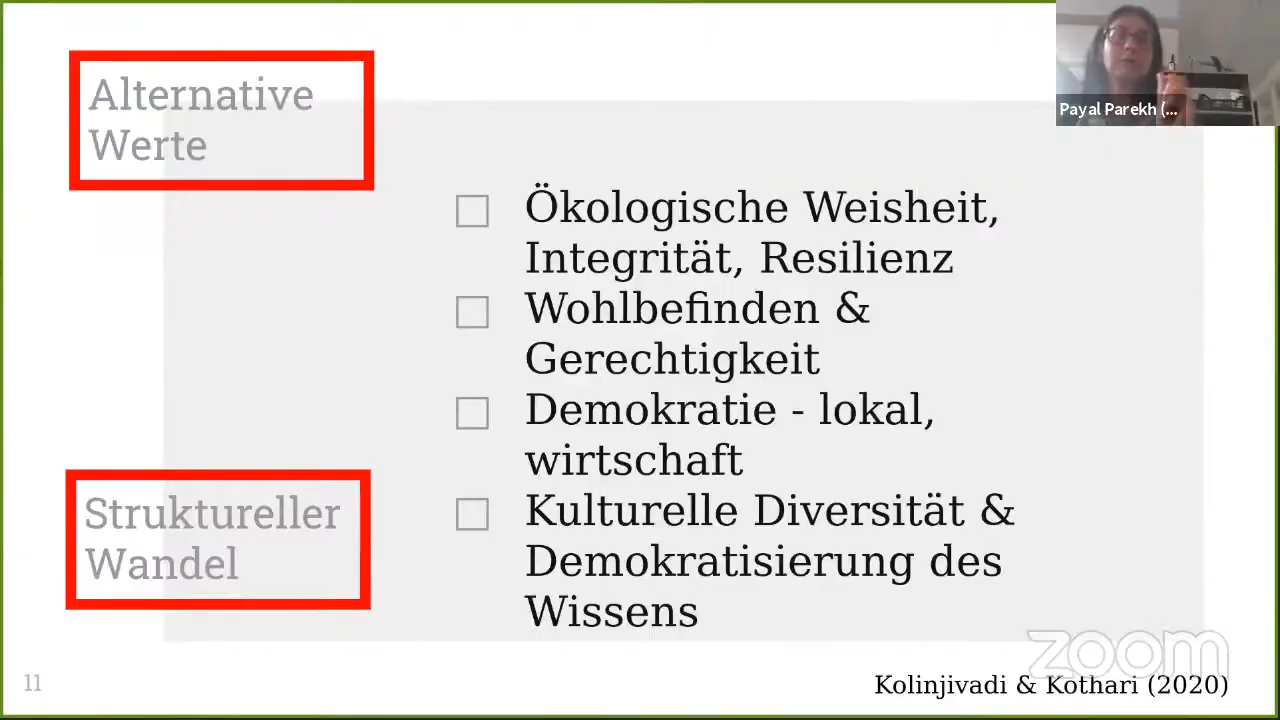 Alternative
Werte
Payal Parekh (...
☐ Ökologische Weisheit,
Integrität, Resilienz
☐ Wohlbefinden &
Gerechtigkeit
☐ Demokratie - lokal,
wirtschaft
☐ Kulturelle Diversität &
Demokratisierung des
Wissens
Struktureller
Wandel
zoom
11
Kolinjivadi & Kothari (2020)